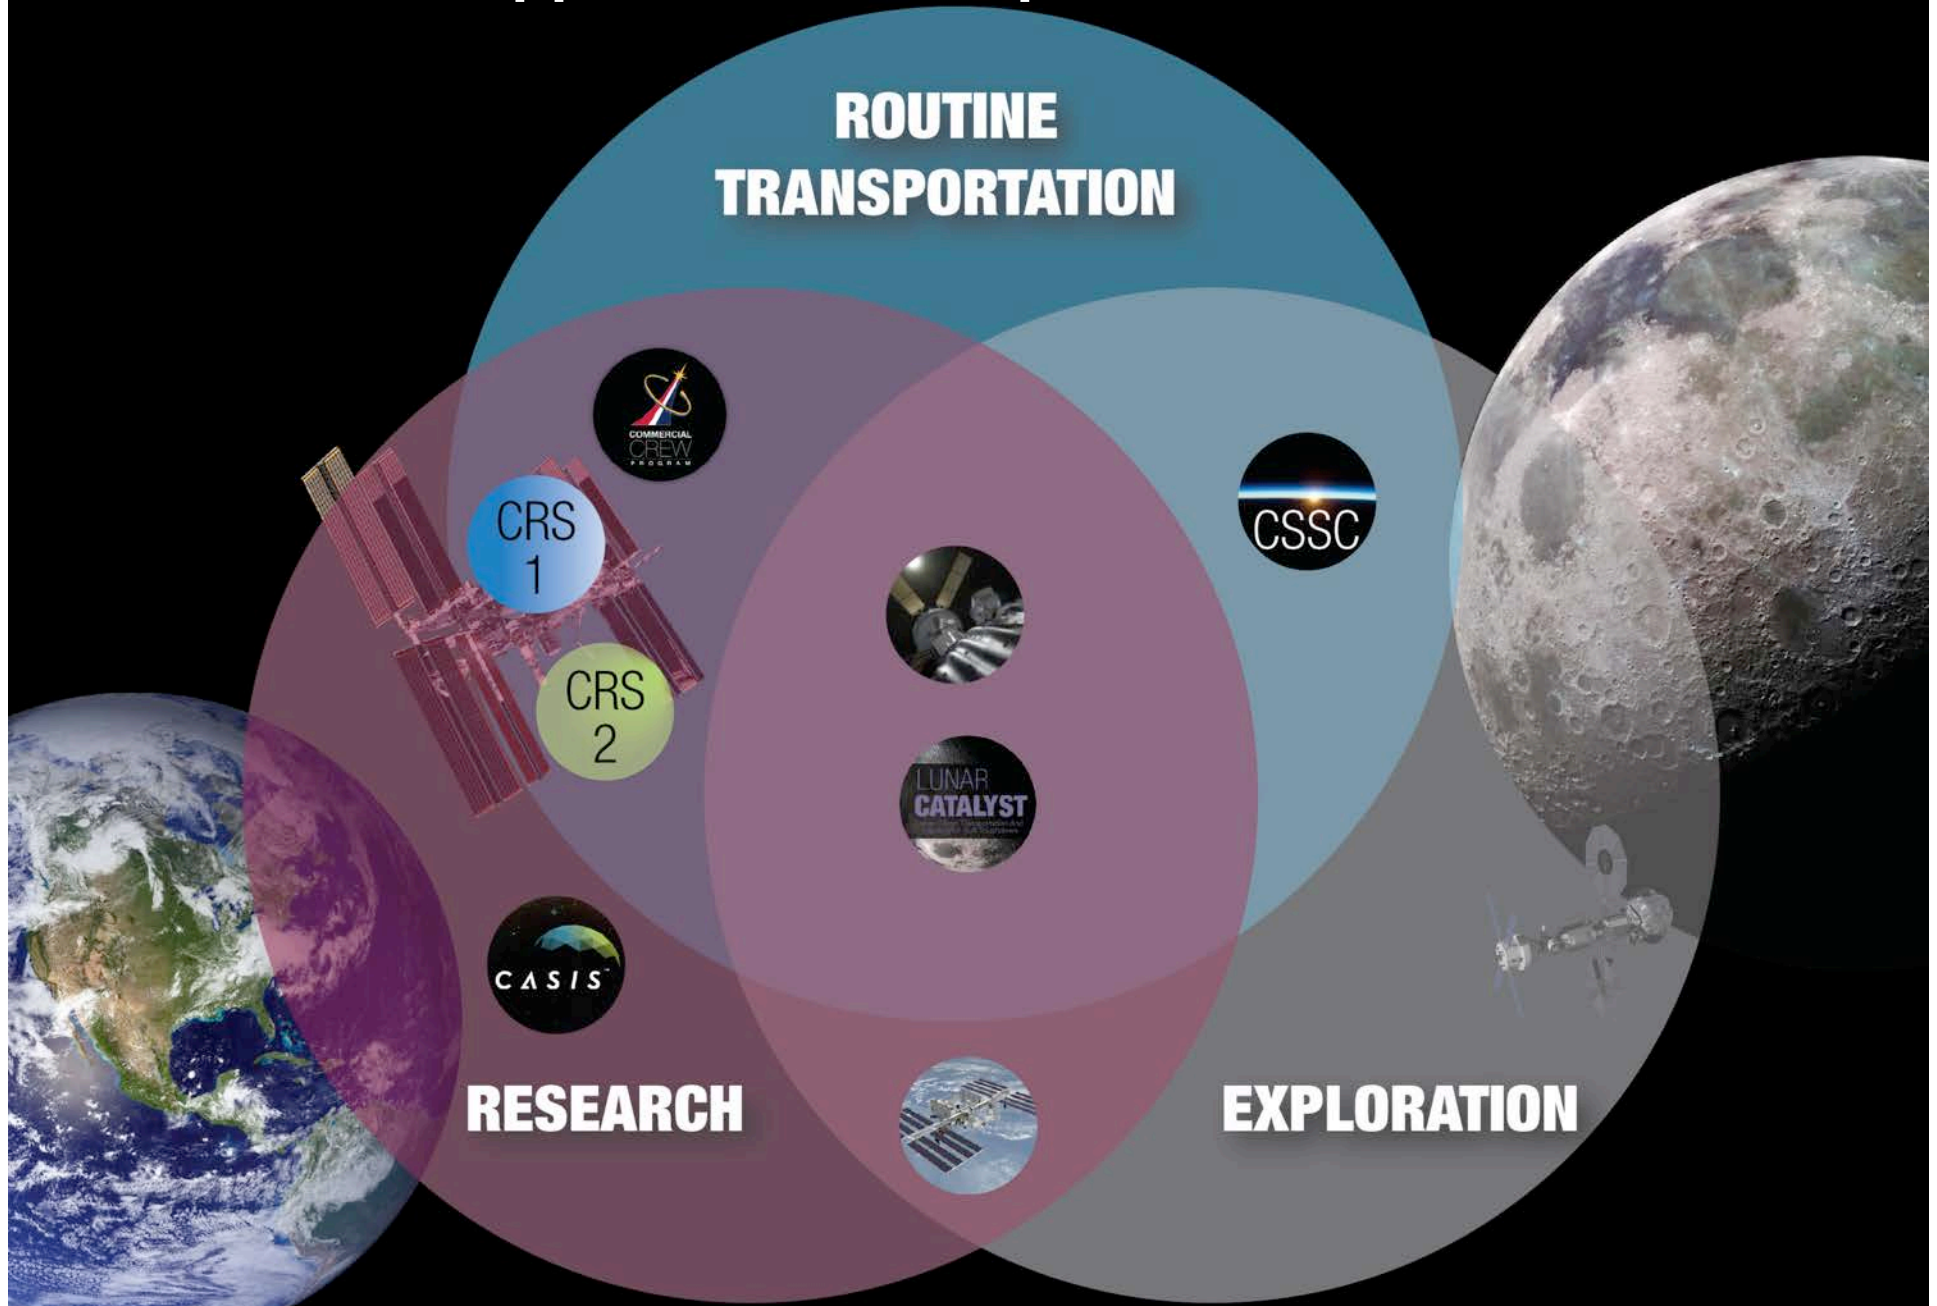 ROUTINE
TRANSPORTATION
COMMERCIAL
CREW
PROGRAM
CRS
1
CSSC
CRS
2
LUNAR
CATALYST
CASIS
RESEARCH
EXPLORATION